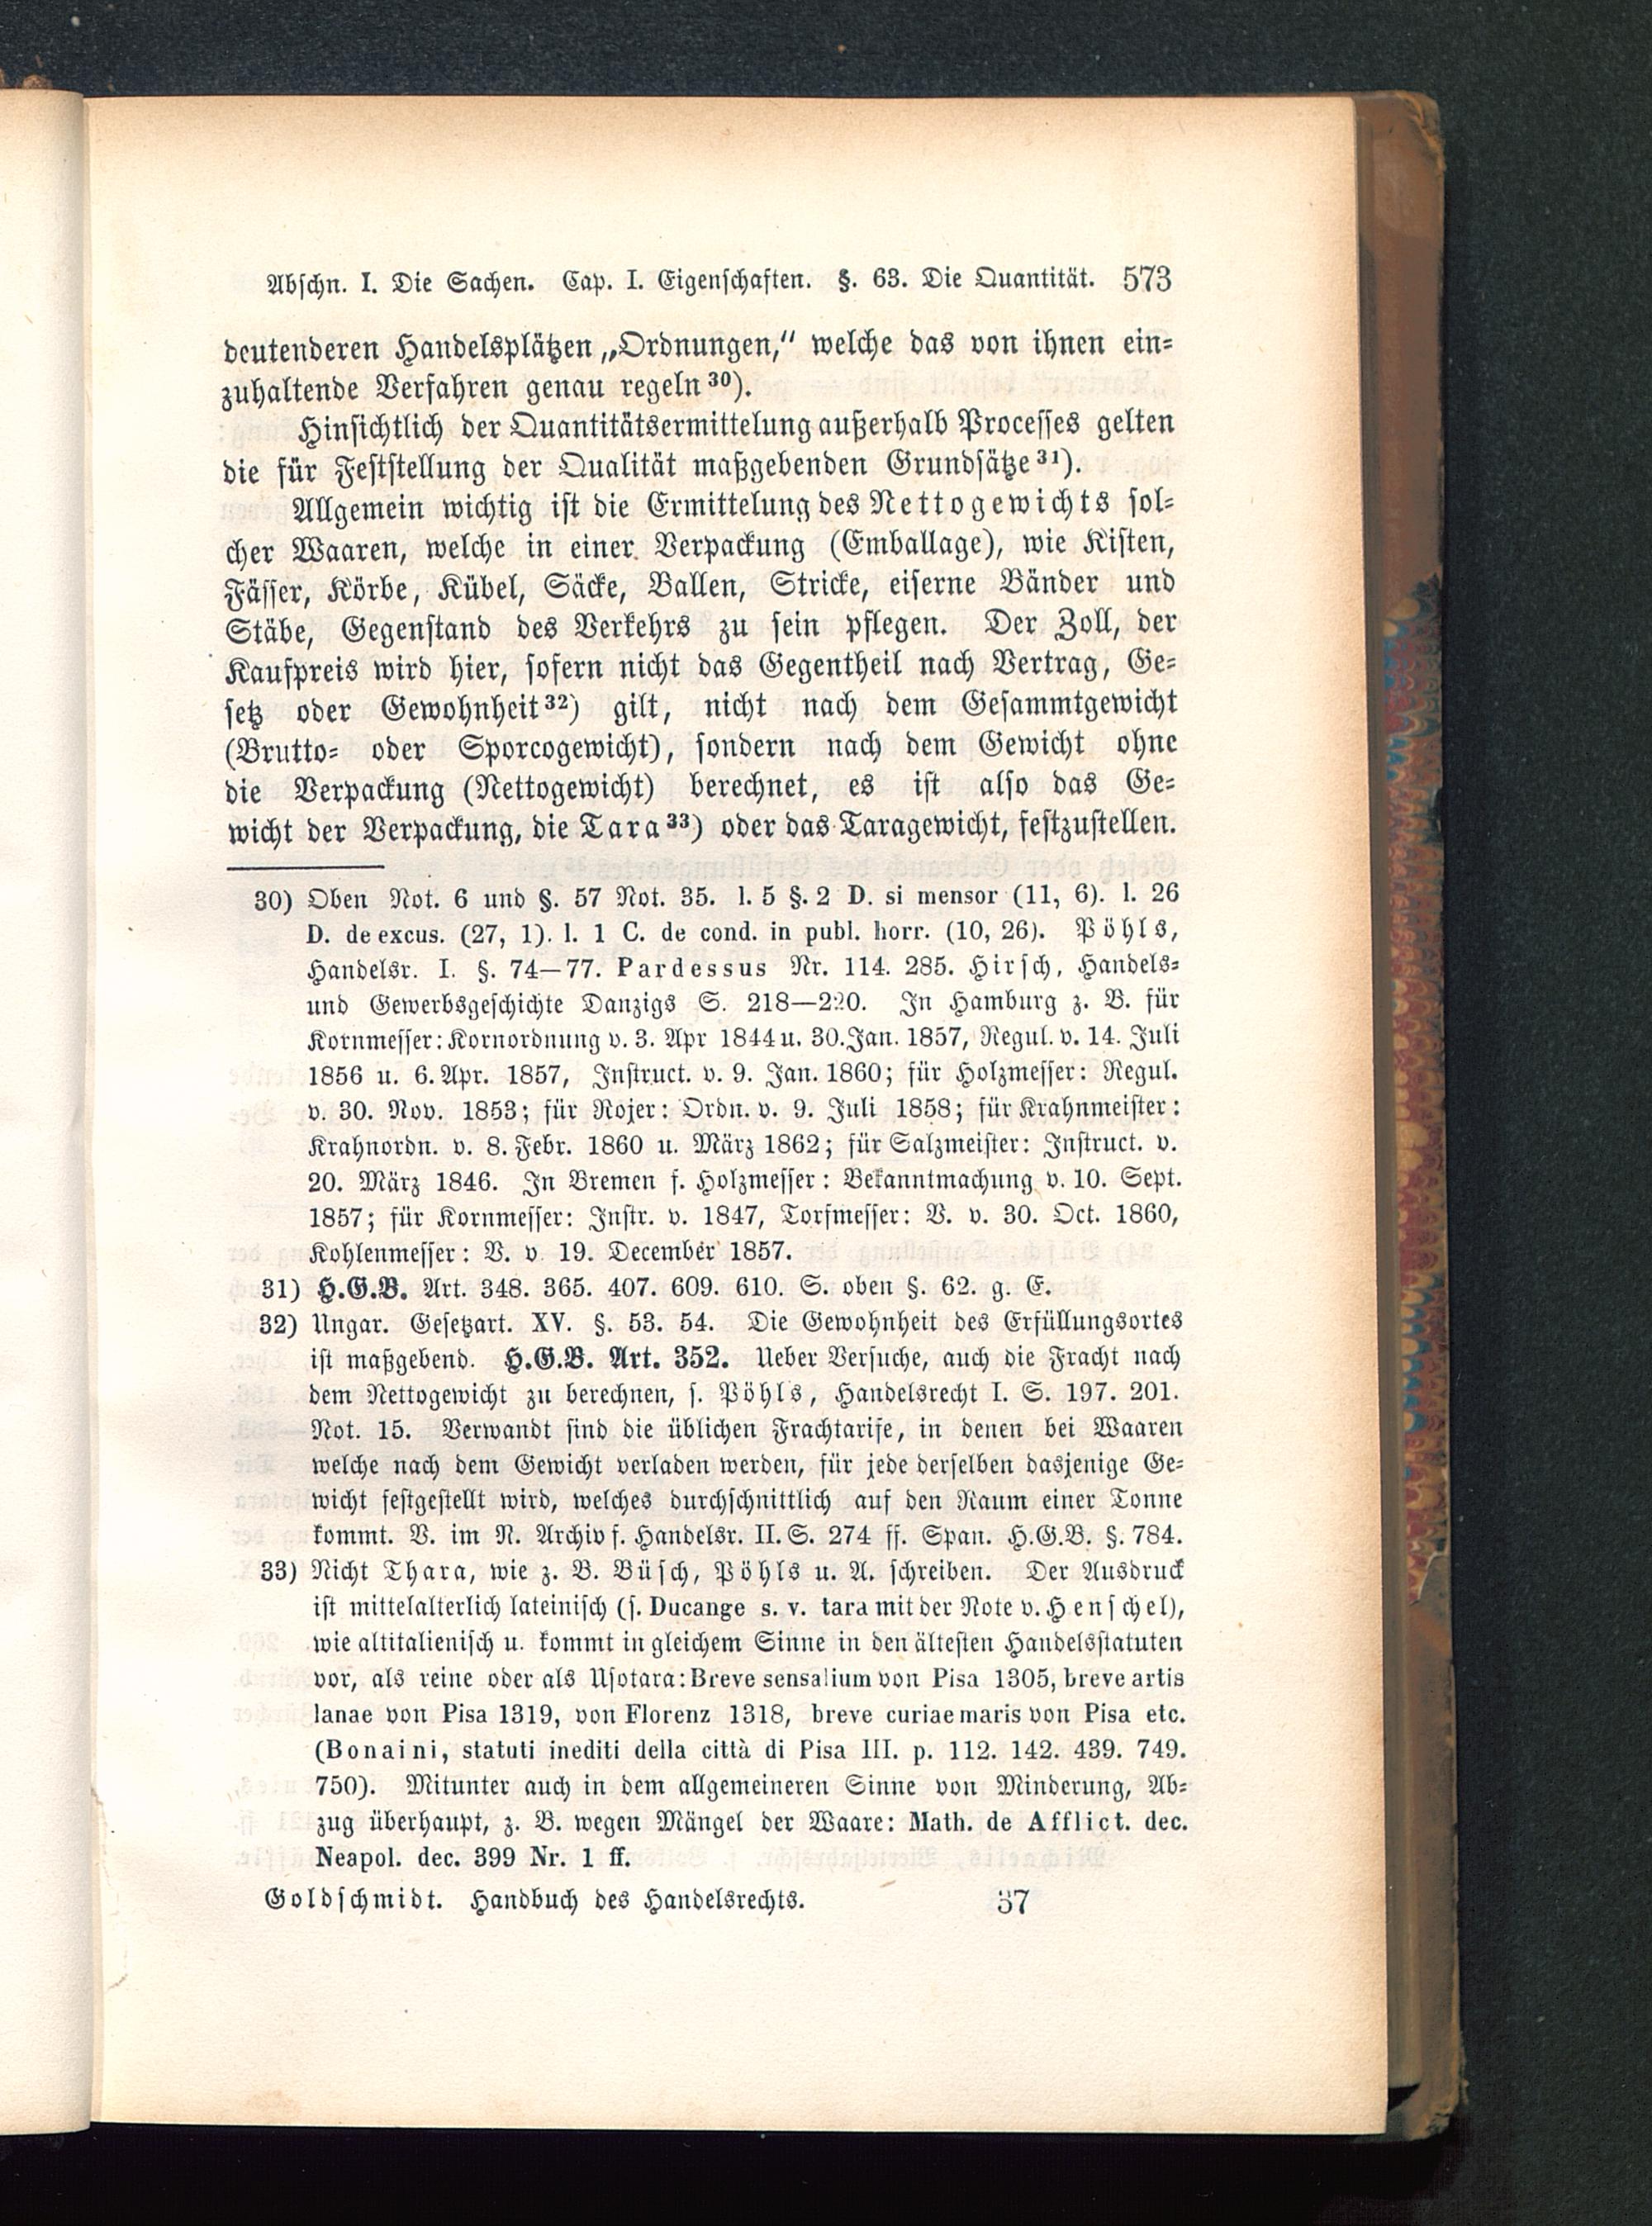 Abschn. I. Die Sachen. Cap. I. Eigenschaften. §. 63. Die Quantität. 573
deutenderen Handelsplätzen „Ordnungen,“ welche das von ihnen ein-
zuhaltende Verfahren genau regeln 30).
Hinsichtlich der Quantitätsermittelung außerhalb Processes gelten
die für Feststellung der Qualität maßgebenden Grundsätze 31).
Allgemein wichtig ist die Ermittelung des Nettogewichts sol-
cher Waaren, welche in einer Verpackung (Emballage), wie Kisten,
Fässer, Körbe, Kübel, Säcke, Ballen, Stricke, eiserne Bänder und
Stäbe, Gegenstand des Verkehrs zu sein pflegen. Der Zoll, der
Kaufpreis wird hier, sofern nicht das Gegentheil nach Vertrag, Ge-
setz oder Gewohnheit 32) gilt, nicht nach dem Gesammtgewicht
(Brutto- oder Sporcogewicht), sondern nach dem Gewicht ohne
die Verpackung (Nettogewicht) berechnet, es ist also das Ge-
wicht der Verpackung, die Tara 33) oder das Taragewicht, festzustellen.
30) Oben Not. 6 und §. 57 Not. 35. l. 5 §. 2 D. si mensor (11, 6). l. 26
D. de excus. (27, 1). l. 1 C. de cond. in publ. horr. (10, 26). Pöhls,
Handelsr. I. §. 74—77. Pardessus Nr. 114. 285. Hirsch, Handels-
und Gewerbsgeschichte Danzigs S. 218—220. In Hamburg z. B. für
Kornmesser: Kornordnung v. 3. Apr 1844 u. 30. Jan. 1857, Regul. v. 14. Juli
1856 u. 6. Apr. 1857, Instruct. v. 9. Jan. 1860; für Holzmesser: Regul.
v. 30. Nov. 1853; für Rojer: Ordn. v. 9. Juli 1858; für Krahnmeister:
Krahnordn. v. 8. Febr. 1860 u. März 1862; für Salzmeister: Instruct. v.
20. März 1846. In Bremen f. Holzmesser: Bekanntmachung v. 10. Sept.
1857; für Kornmesser: Instr. v. 1847, Torfmesser: V. v. 30. Oct. 1860,
Kohlenmesser: V. v 19. December 1857.
31) H.G.B. Art. 348. 365. 407. 609. 610. S. oben §. 62. g. E.
32) Ungar. Gesetzart. XV. §. 53. 54. Die Gewohnheit des Erfüllungsortes
ist maßgebend. H.G.B. Art. 352. Ueber Versuche, auch die Fracht nach
dem Nettogewicht zu berechnen, s. Pöhls, Handelsrecht I. S. 197. 201.
Not. 15. Verwandt sind die üblichen Frachtarife, in denen bei Waaren
welche nach dem Gewicht verladen werden, für jede derselben dasjenige Ge-
wicht festgestellt wird, welches durchschnittlich auf den Raum einer Tonne
kommt. V. im N. Archiv f. Handelsr. II. S. 274 ff. Span. H.G.B. §. 784.
33) Nicht Thara, wie z. B. Büsch, Pöhls u. A. schreiben. Der Ausdruck
ist mittelalterlich lateinisch (s. Ducange s. v. tara mit der Note v. Henschel),
wie altitalienisch u. kommt in gleichem Sinne in den ältesten Handelsstatuten
vor, als reine oder als Usotara: Breve sensalium von Pisa 1305, breve artis
lanae von Pisa 1319, von Florenz 1318, breve curiae maris von Pisa etc.
(Bonaini, statuti inediti della città di Pisa III. p. 112. 142. 439. 749.
750). Mitunter auch in dem allgemeineren Sinne von Minderung, Ab-
zug überhaupt, z. B. wegen Mängel der Waare: Math. de Afflict. dec.
Neapol. dec. 399 Nr. 1 ff.
Goldschmidt. Handbuch des Handelsrechts. 37